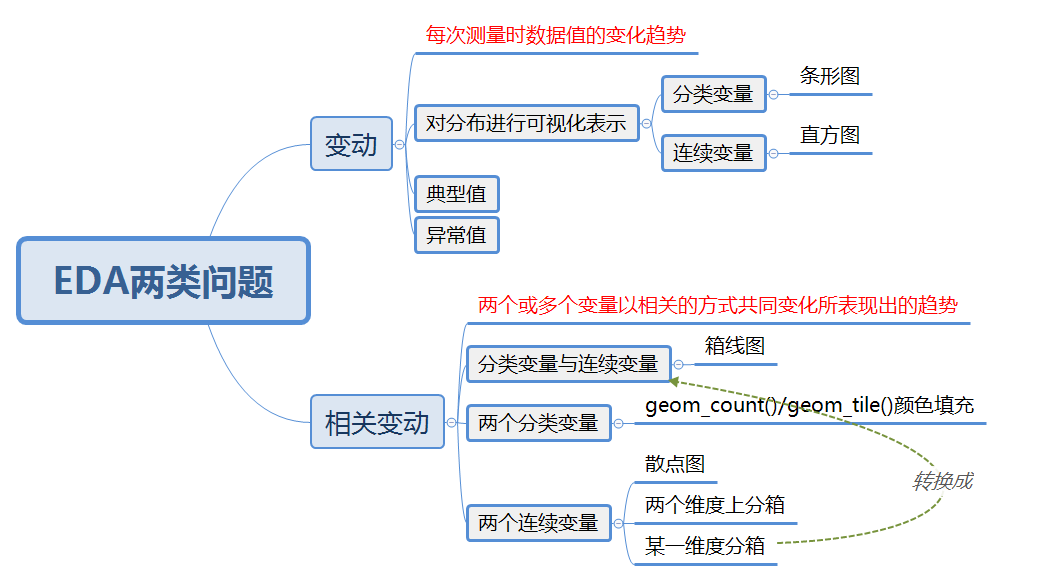 EDA两类问题
变动
每次测量时数据值的变化趋势
对分布进行可视化表示
分类变量
条形图
连续变量
直方图
典型值
异常值
相关变动
两个或多个变量以相关的方式共同变化所表现出的趋势
分类变量与连续变量
箱线图
两个分类变量
geom_count()/geom_tile()颜色填充
两个连续变量
散点图
两个维度上分箱
某一维度分箱
转换成